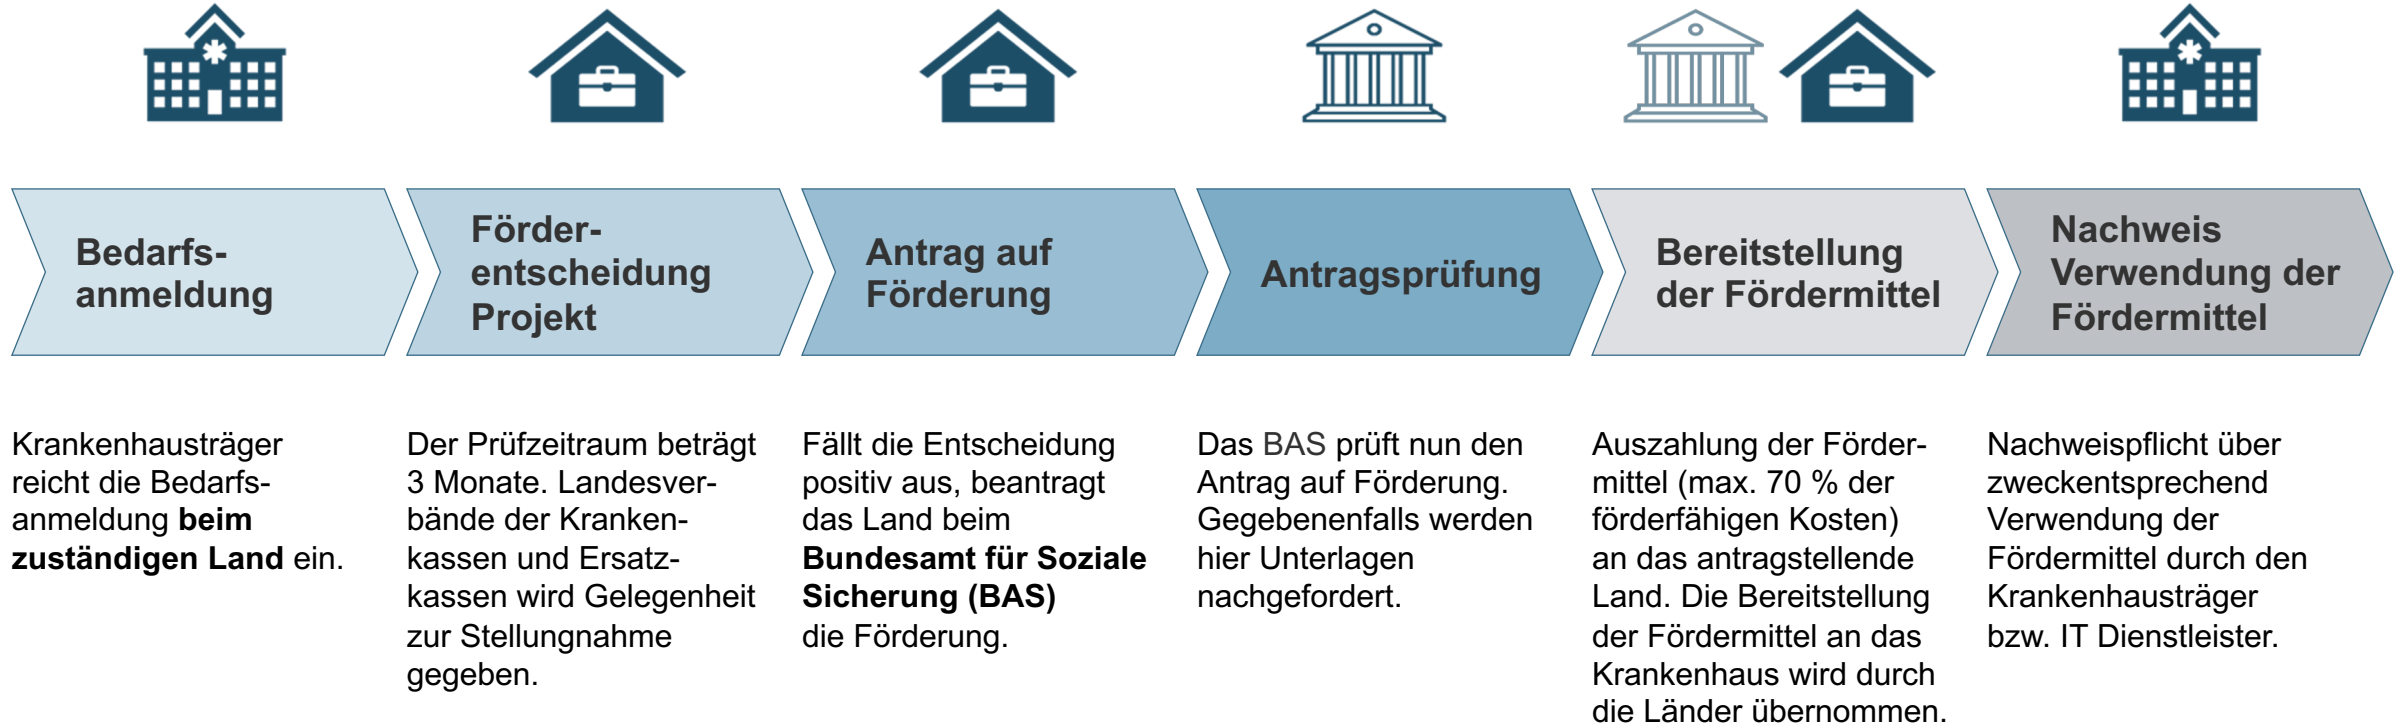 Bedarfs-
anmeldung
Förder-
entscheidung
Projekt
Antrag auf
Förderung
Antragsprüfung
Bereitstellung
der Fördermittel
Nachweis
Verwendung der
Fördermittel
Krankenhausträger
reicht die Bedarfs-
anmeldung beim
zuständigen Land ein.
Der Prüfzeitraum beträgt
3 Monate. Landesver-
bände der Kranken-
kassen und Ersatz-
kassen wird Gelegenheit
zur Stellungnahme
gegeben.
Fällt die Entscheidung
positiv aus, beantragt
das Land beim
Bundesamt für Soziale
Sicherung (BAS)
die Förderung.
Das BAS prüft nun den
Antrag auf Förderung.
Gegebenenfalls werden
hier Unterlagen
nachgefordert.
Auszahlung der Förder-
mittel (max. 70 % der
förderfähigen Kosten)
an das antragstellende
Land. Die Bereitstellung
der Fördermittel an das
Krankenhaus wird durch
die Länder übernommen.
Nachweispflicht über
zweckentsprechend
Verwendung der
Fördermittel durch den
Krankenhausträger
bzw. IT Dienstleister.